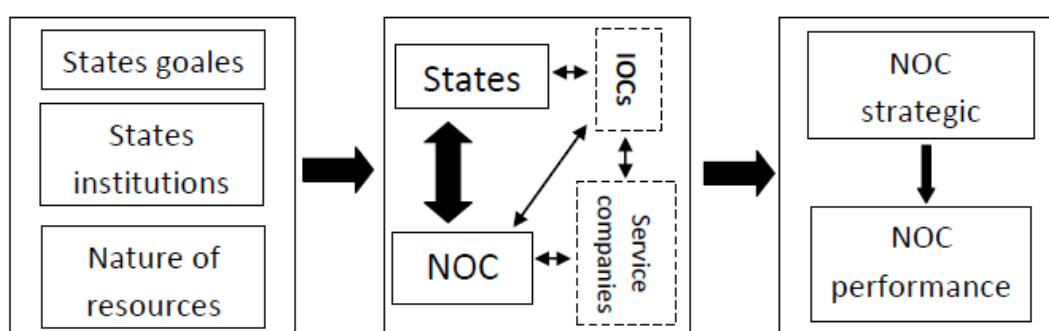 States goales
States
institutions
Nature of
resources
States
IOCs
NOC
Service
companies
NOC
strategic
NOC
performance